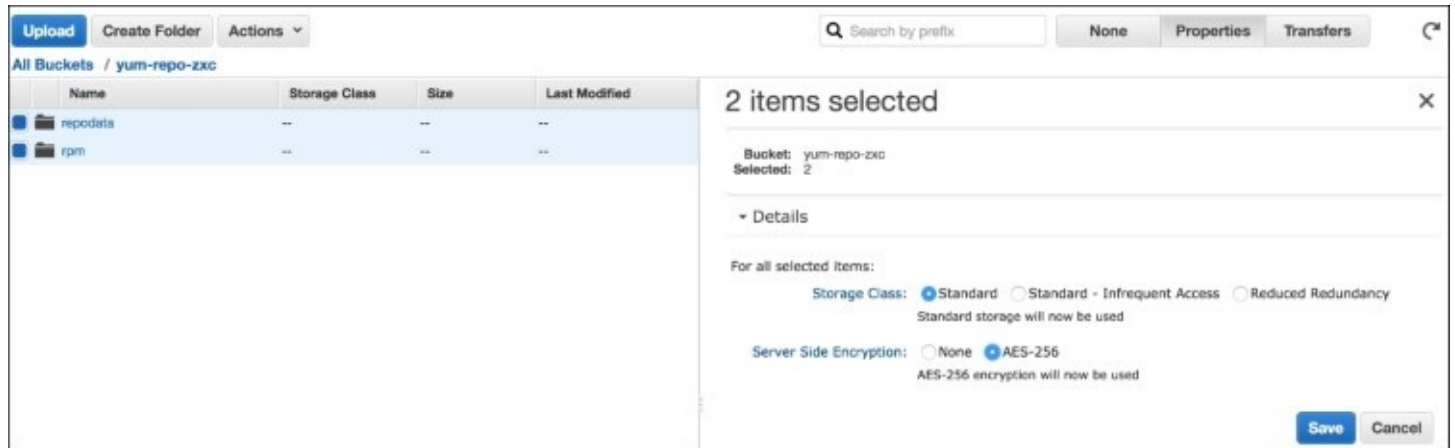 Upload Create Folder Actions Search by prefix None Properties Transfers
All Buckets / yum-repo-zxc
Name Storage Class Size Last Modified
repodata -- -- --
rpm -- -- --
2 items selected
Bucket: yum-repo-zxc
Selected: 2
Details
For all selected items:
Storage Class: Standard Standard - Infrequent Access Reduced Redundancy
Standard storage will now be used
Server Side Encryption: None AES-256
AES-256 encryption will now be used
Save Cancel